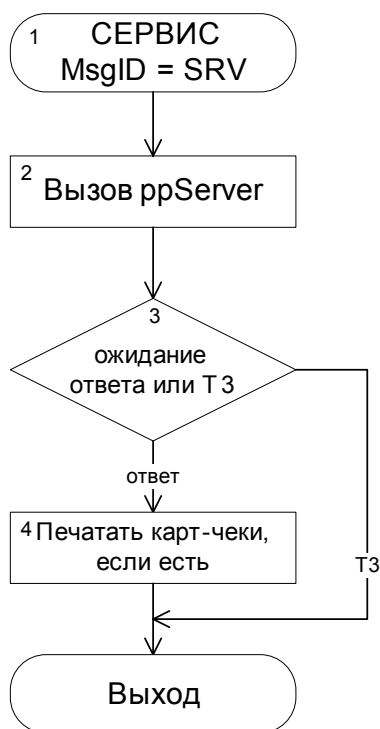 1
СЕРВИС
MsgID = SRV
2
Вызов ppServer
3
ожидание
ответа или Т3
ответ
4 Печатать карт-чеки,
если есть
Т3
Выход